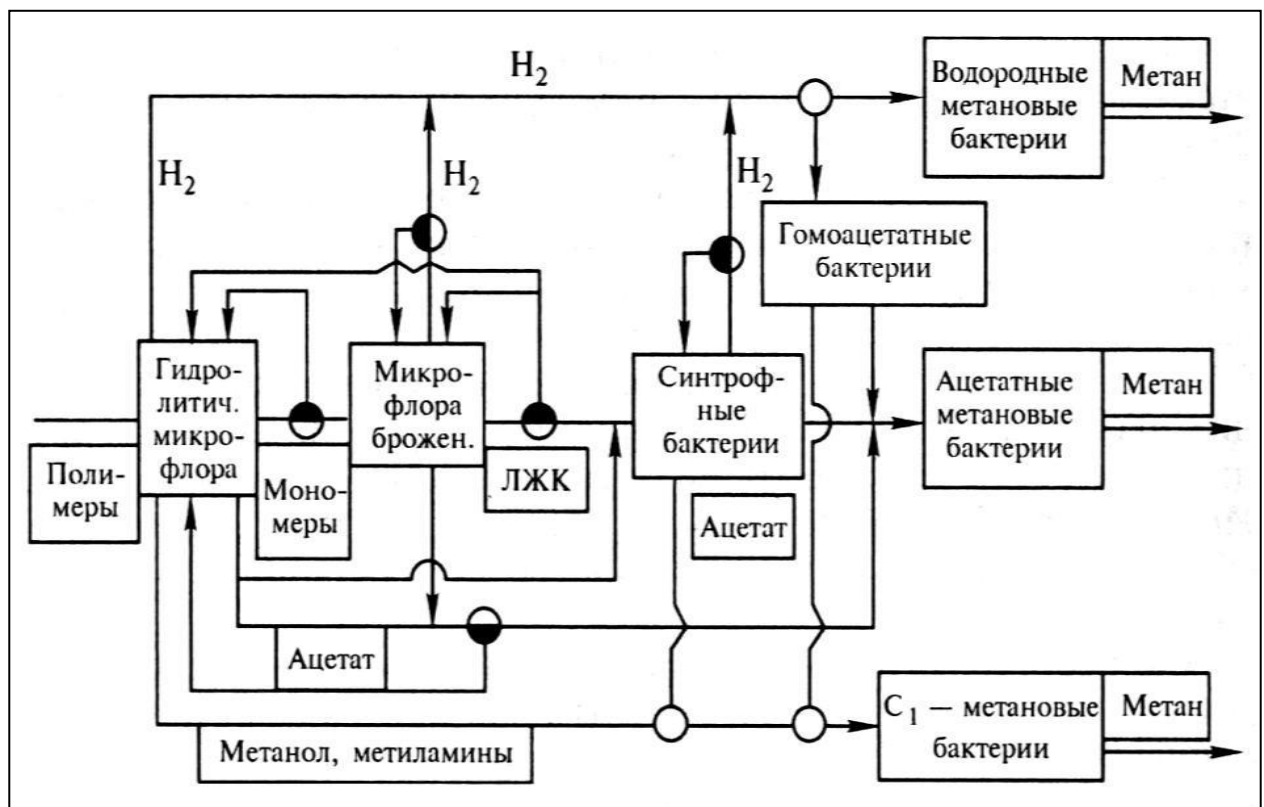 H2
Водородные
метановые
бактерии
Метан
H2
H2
H2
Гомоацетатные
бактерии
Гидро-
литич.
микро-
флора
Микро-
флора
брожен.
Синтроф-
ные
бактерии
Ацетатные
метановые
бактерии
Метан
Поли-
меры
Моно-
меры
ЛЖК
Ацетат
Ацетат
C1 — метановые
бактерии
Метан
Метанол, метиламины